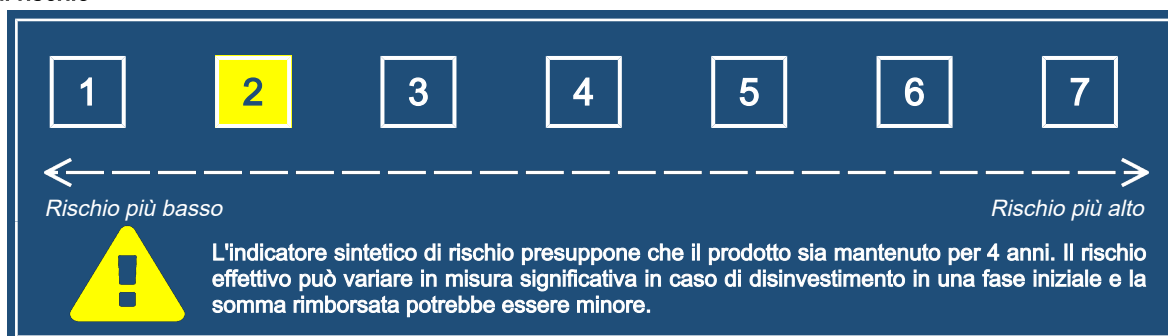 1 2 3 4 5 6 7
Rischio più basso Rischio più alto
L'indicatore sintetico di rischio presuppone che il prodotto sia mantenuto per 4 anni. Il rischio
effettivo può variare in misura significativa in caso di disinvestimento in una fase iniziale e la
somma rimborsata potrebbe essere minore.